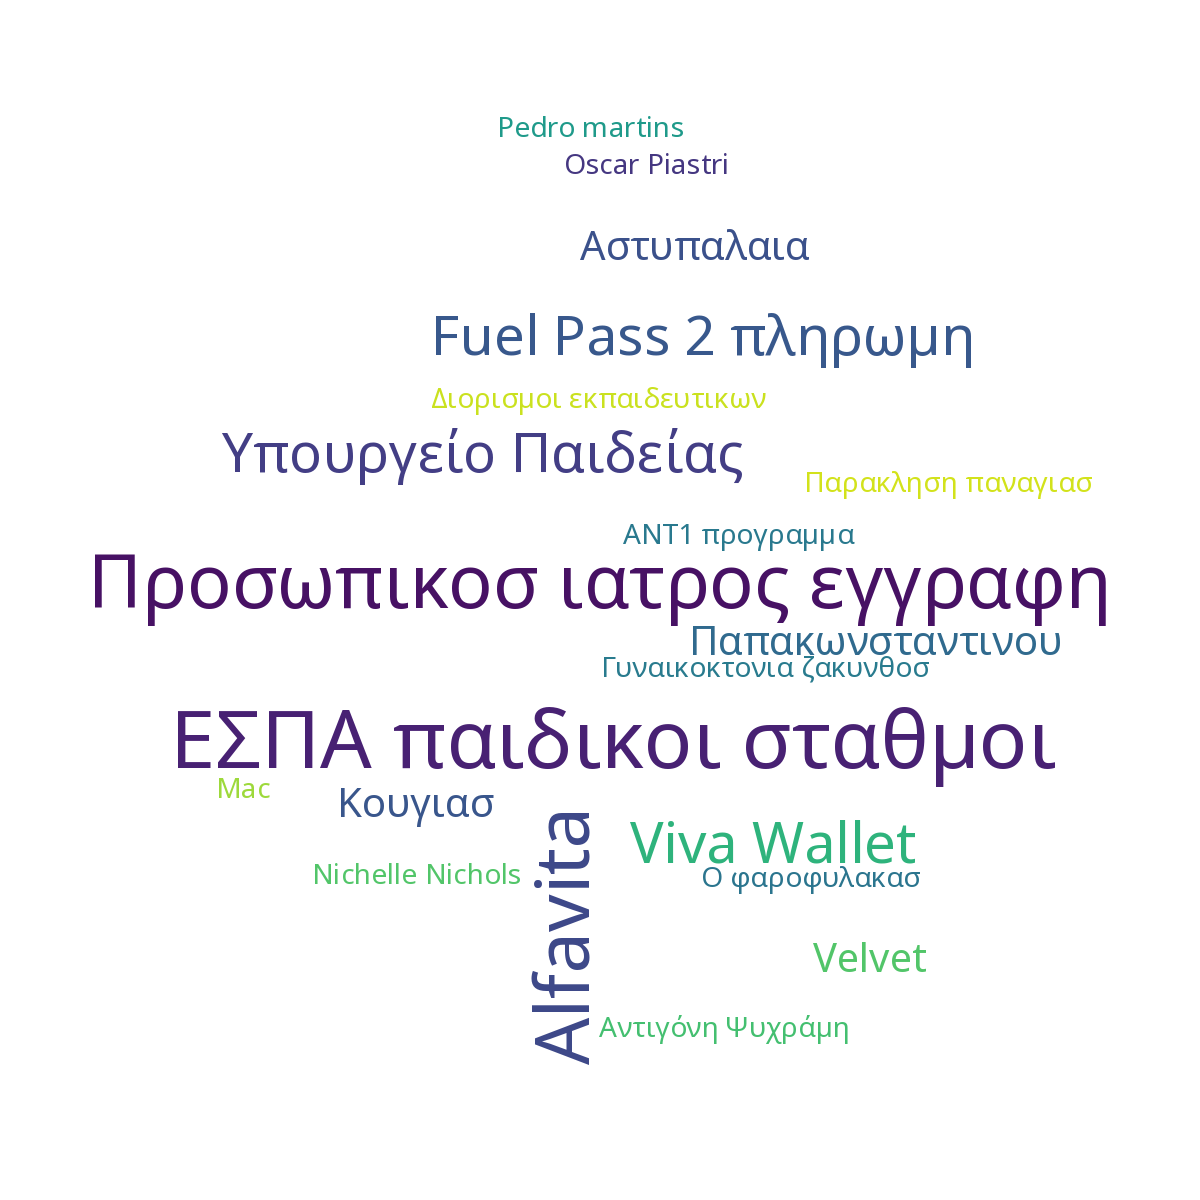 Pedro martins
Oscar Piastri
Αστυπαλαια
Fuel Pass 2 πληρωμη
Διορισμοι εκπαιδευτικων
Υπουργείο Παιδείας
Παρακληση παναγιασ
ΑΝΤ1 προγραμμα
Προσωπικοσ ιατρος εγγραφη
Παπακωνσταντινου
Γυναικοκτονια ζακυνθοσ
ΕΣΠΑ παιδικοι σταθμοι
Mac
Κουγιασ
Alfavita
Viva Wallet
Nichelle Nichols
Ο φαροφυλακασ
Velvet
Αντιγόνη Ψυχράμη